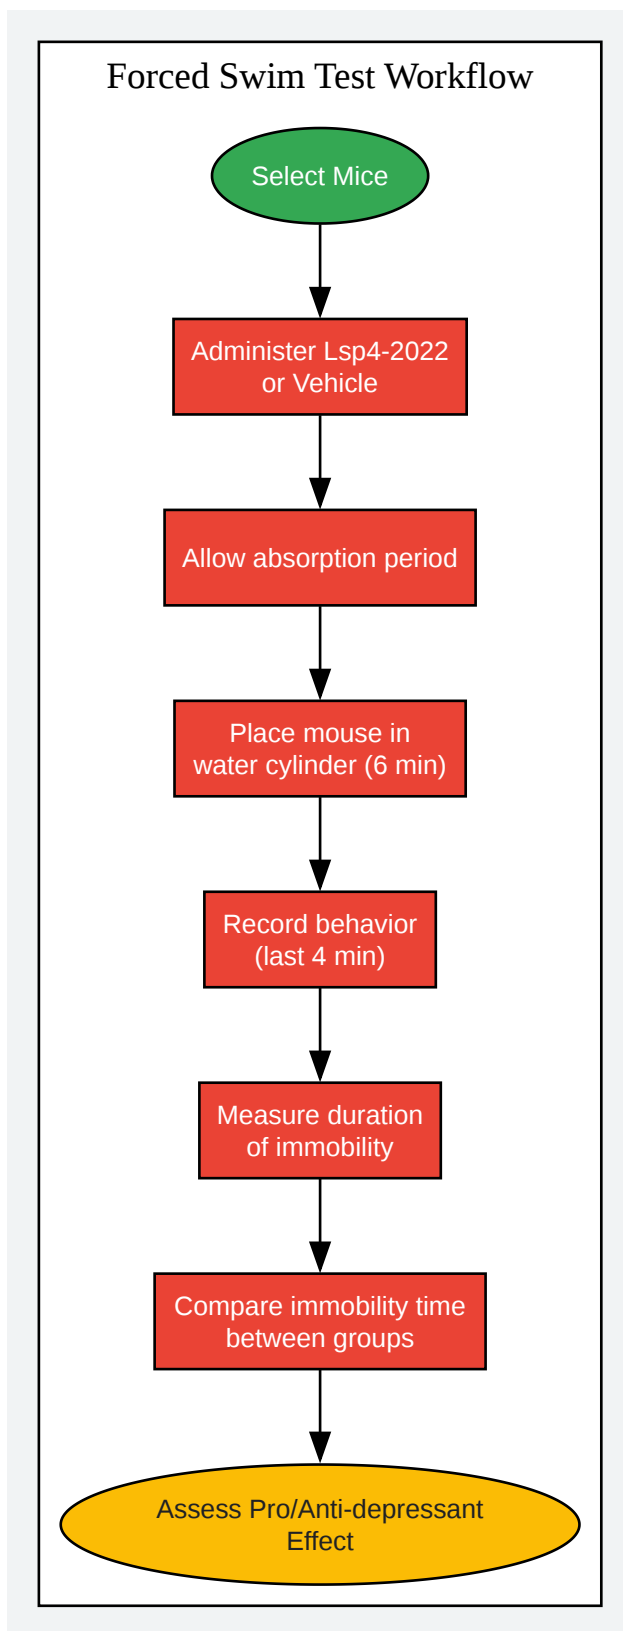 Forced Swim Test Workflow
Select Mice
Administer Lsp4-2022
or Vehicle
Allow absorption period
Place mouse in
water cylinder (6 min)
Record behavior
(last 4 min)
Measure duration
of immobility
Compare immobility time
between groups
Assess Pro/Anti-depressant
Effect